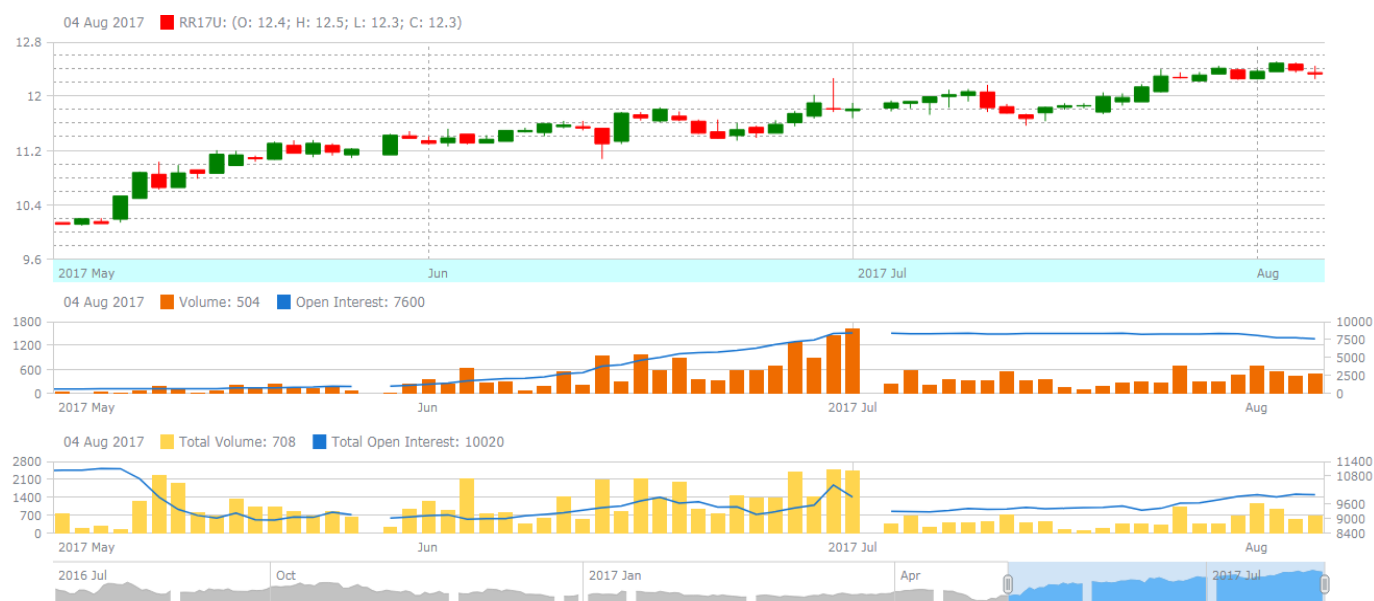 04 Aug 2017 RR17U: (O: 12.4; H: 12.5; L: 12.3; C: 12.3)
12.8
12
11.2
10.4
9.6
2017 May Jun 2017 Jul Aug
04 Aug 2017 Volume: 504 Open Interest: 7600
1800 10000
1200 7500
5000
600 2500
0 0
2017 May Jun 2017 Jul Aug
04 Aug 2017 Total Volume: 708 Total Open Interest: 10020
2800 11400
2100 10800
1400 9600
700 9000
0 8400
2017 May Jun 2017 Jul Aug
2016 Jul Oct 2017 Jan Apr 2017 Jul